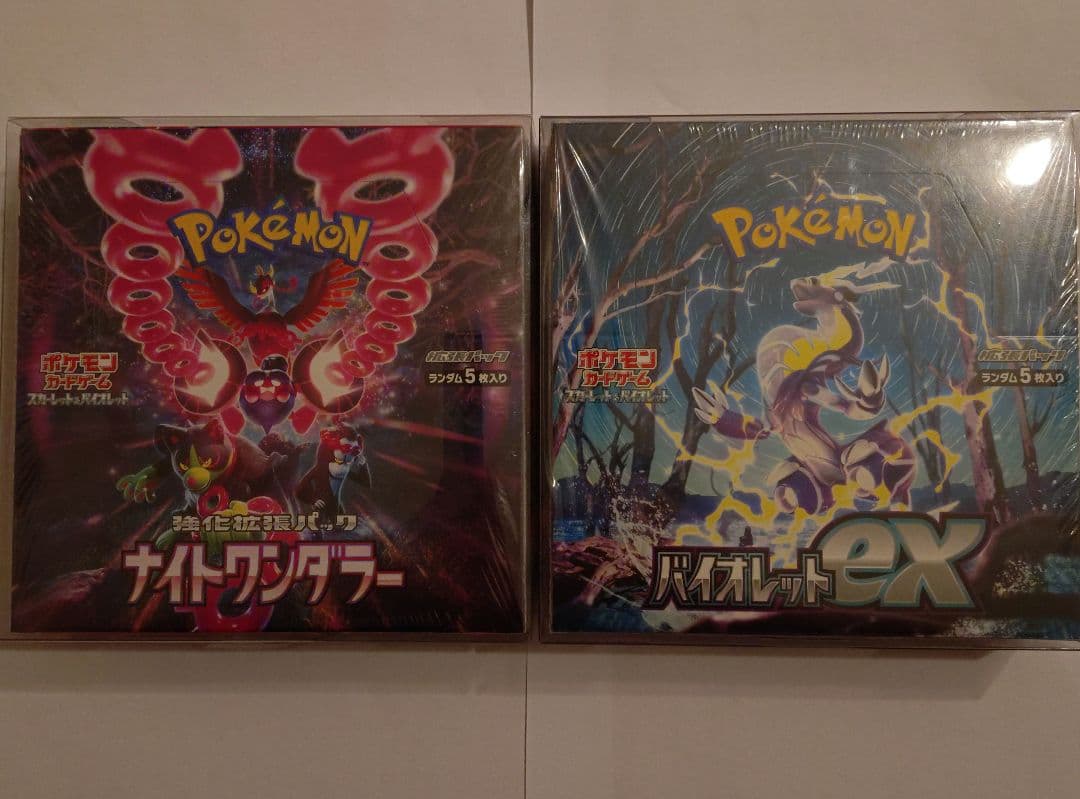 POKéMON
ポケモン
カードゲーム
スカーレット&バイオレット
拡張パック
ランダム5枚入り
強化拡張パック
ナイトワンダラー
POKéMON
ポケモン
カードゲーム
スカーレット&バイオレット
拡張パック
ランダム5枚入り
バイオレットex